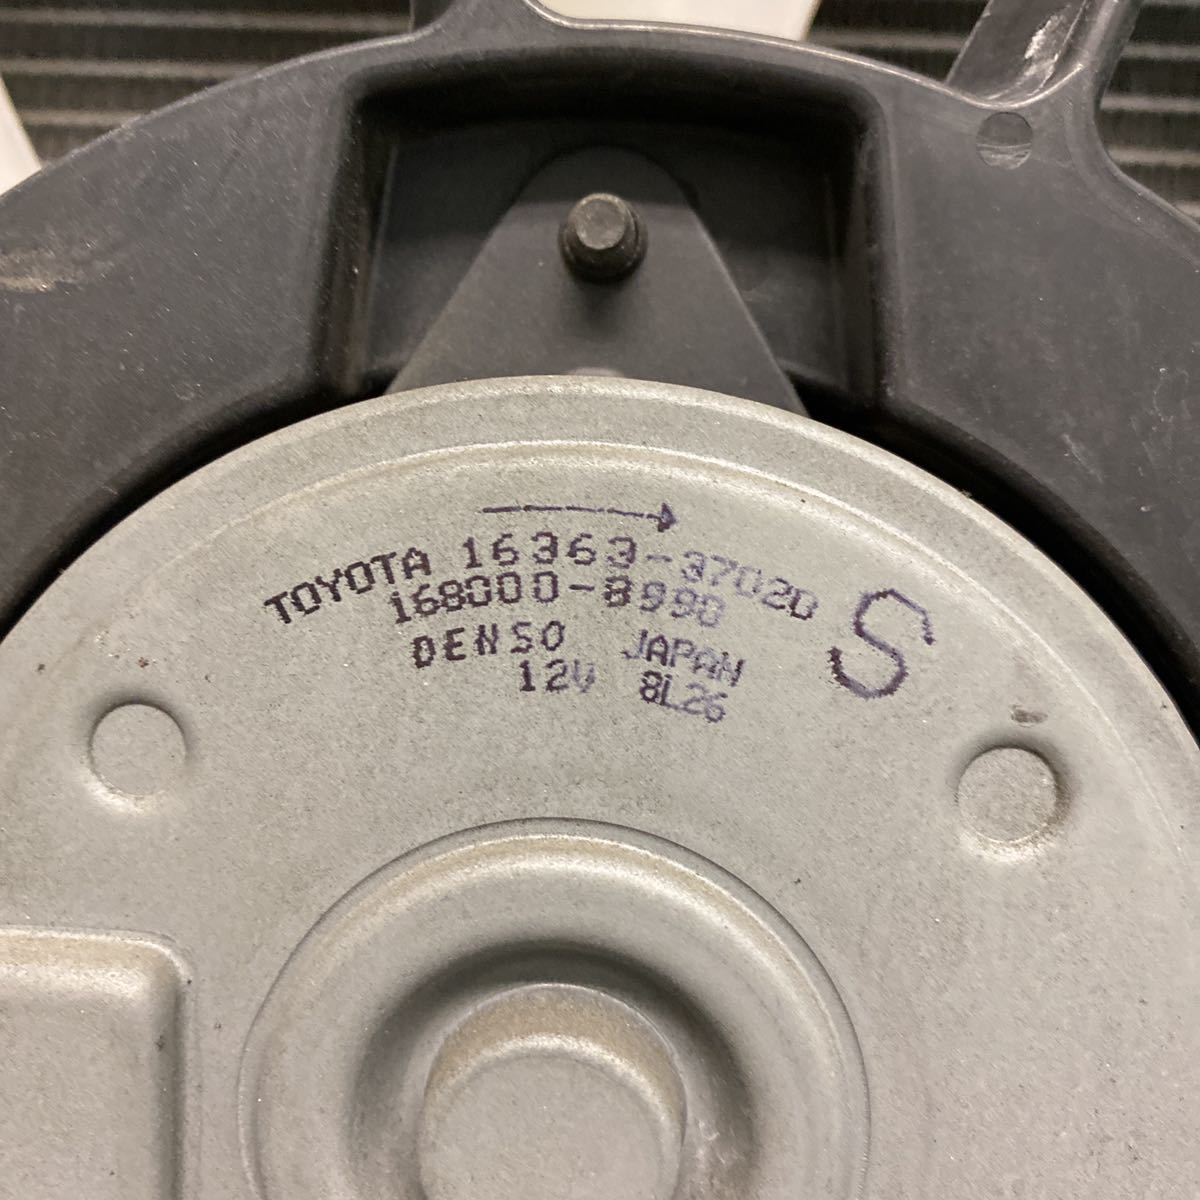 TOYOTA 16363-37020
168000-8990
DENSO JAPAN
12V 8L26
S